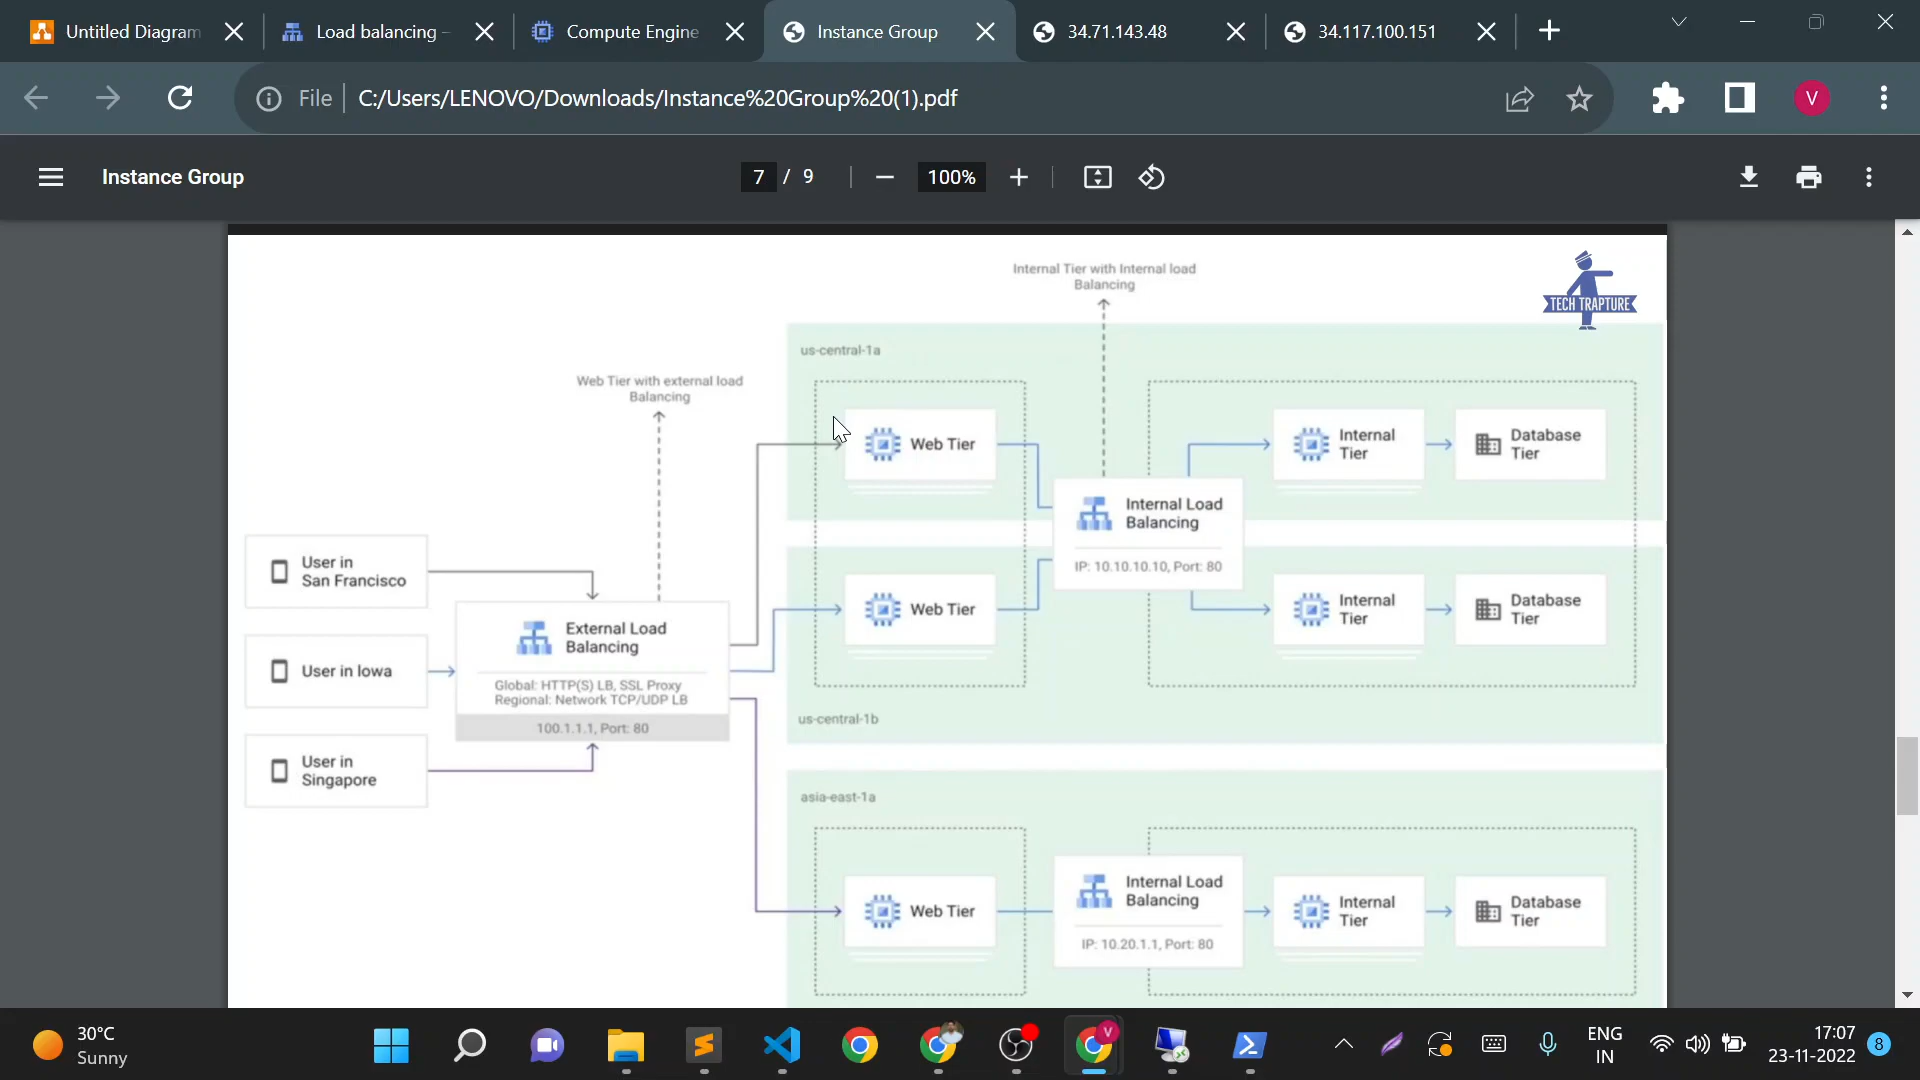 Untitled Diagram
Load balancing -
Compute Engine
Instance Group
34.71.143.48
34.117.100.151
File
C:/Users/LENOVO/Downloads/Instance%20Group%20(1).pdf
V
Instance Group
7 / 9
100%
Internal Tier with Internal load
Balancing
TECH TRAPTURE
us-central-1a
Web Tier with external load
Balancing
Web Tier
Internal
Tier
Database
Tier
Internal Load
Balancing
IP: 10.10.10.10, Port: 80
User in
San Francisco
Web Tier
Internal
Tier
Database
Tier
External Load
Balancing
User in Iowa
Global: HTTP(S) LB, SSL Proxy
Regional: Network TCP/UDP LB
100.1.1.1, Port: 80
us-central-1b
User in
Singapore
asia-east-1a
Web Tier
Internal Load
Balancing
IP: 10.20.1.1, Port: 80
Internal
Tier
Database
Tier
30°C
Sunny
V
ENG
IN
17:07
23-11-2022
8